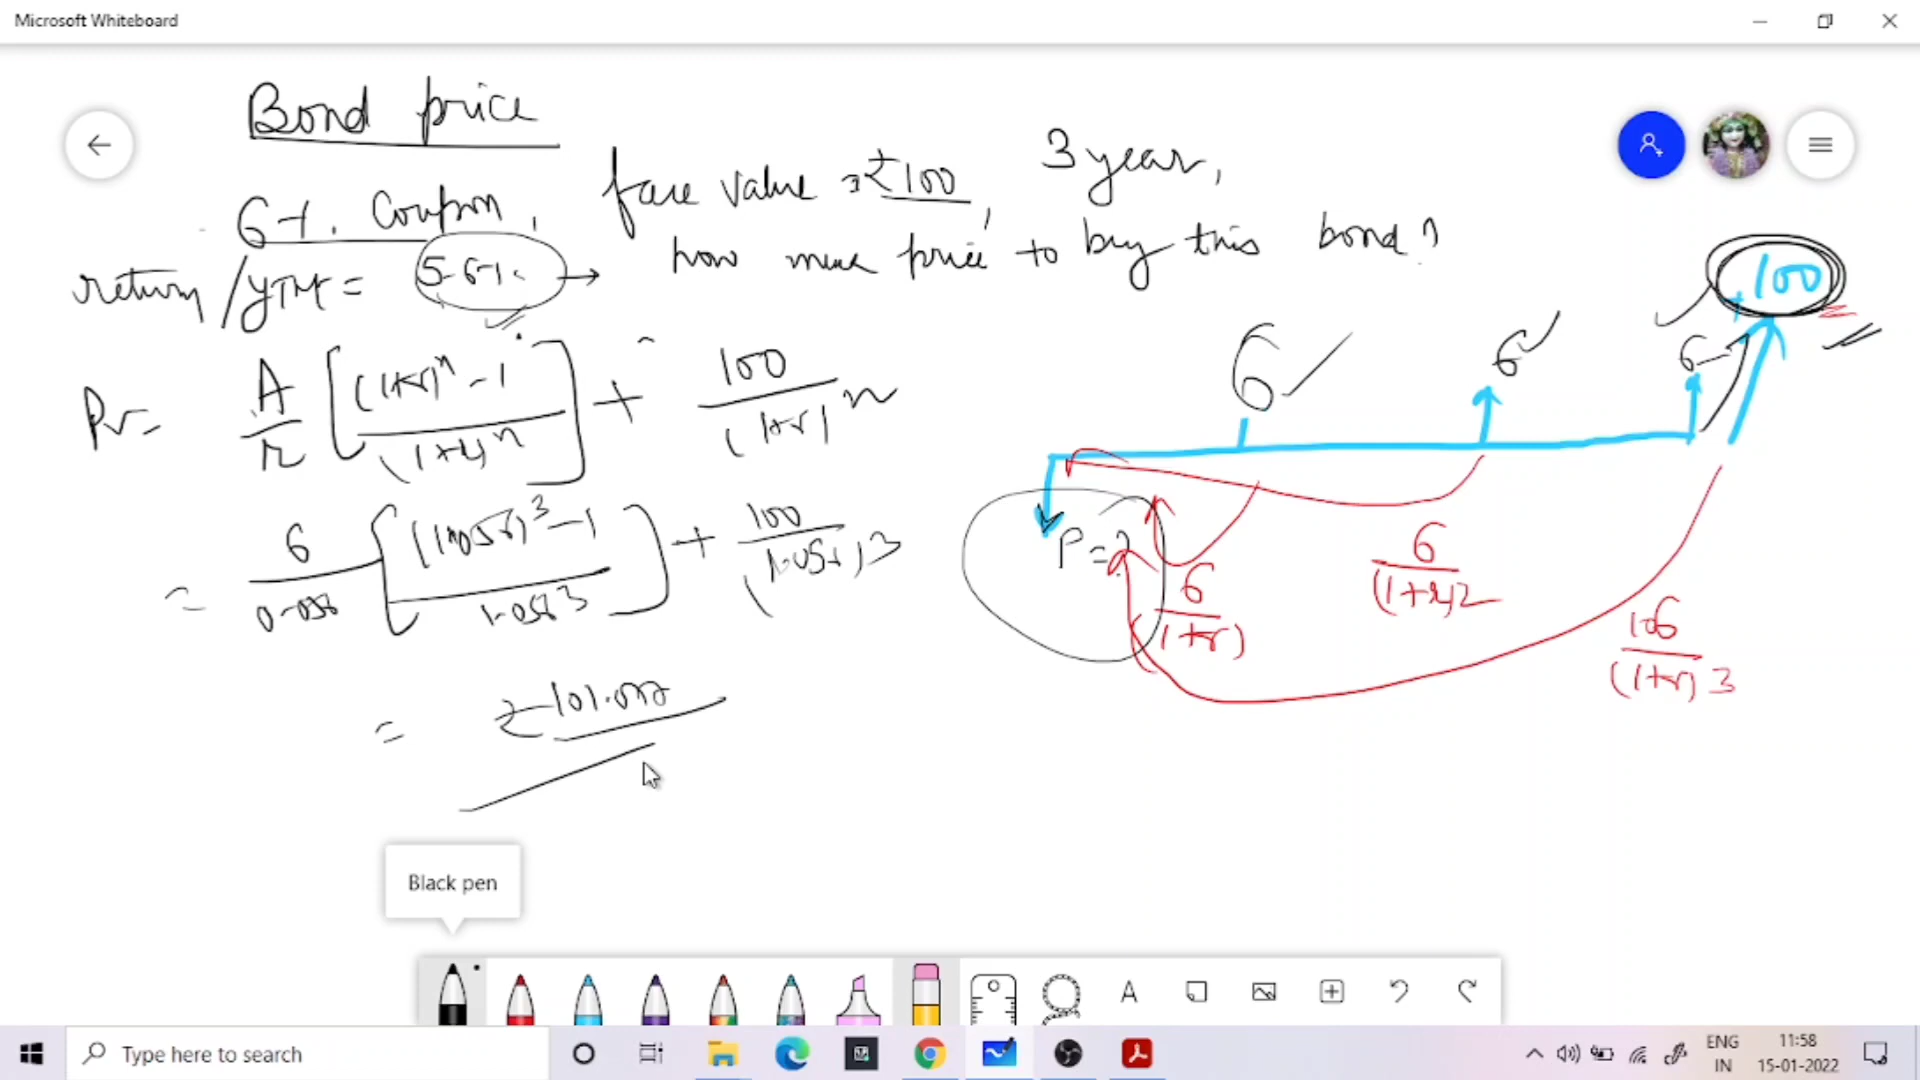 Microsoft Whiteboard
Bond price
6%. Coupon, face value = ₹100, 3 year,
return /YTM = 5.6%. → how much price to buy this bond?
+100
6 6 6
Pv = A/r [((1+r)^n - 1)/(1+r)^n] + 100/(1+r)^n
= 6/0.056 [((1.056)^3 - 1)/1.056^3] + 100/(1.056)^3
P = ?
6/(1+r)
6/(1+r)2
106/(1+r)3
= ₹ 101.077
Black pen
Type here to search
ENG
IN
11:58
15-01-2022